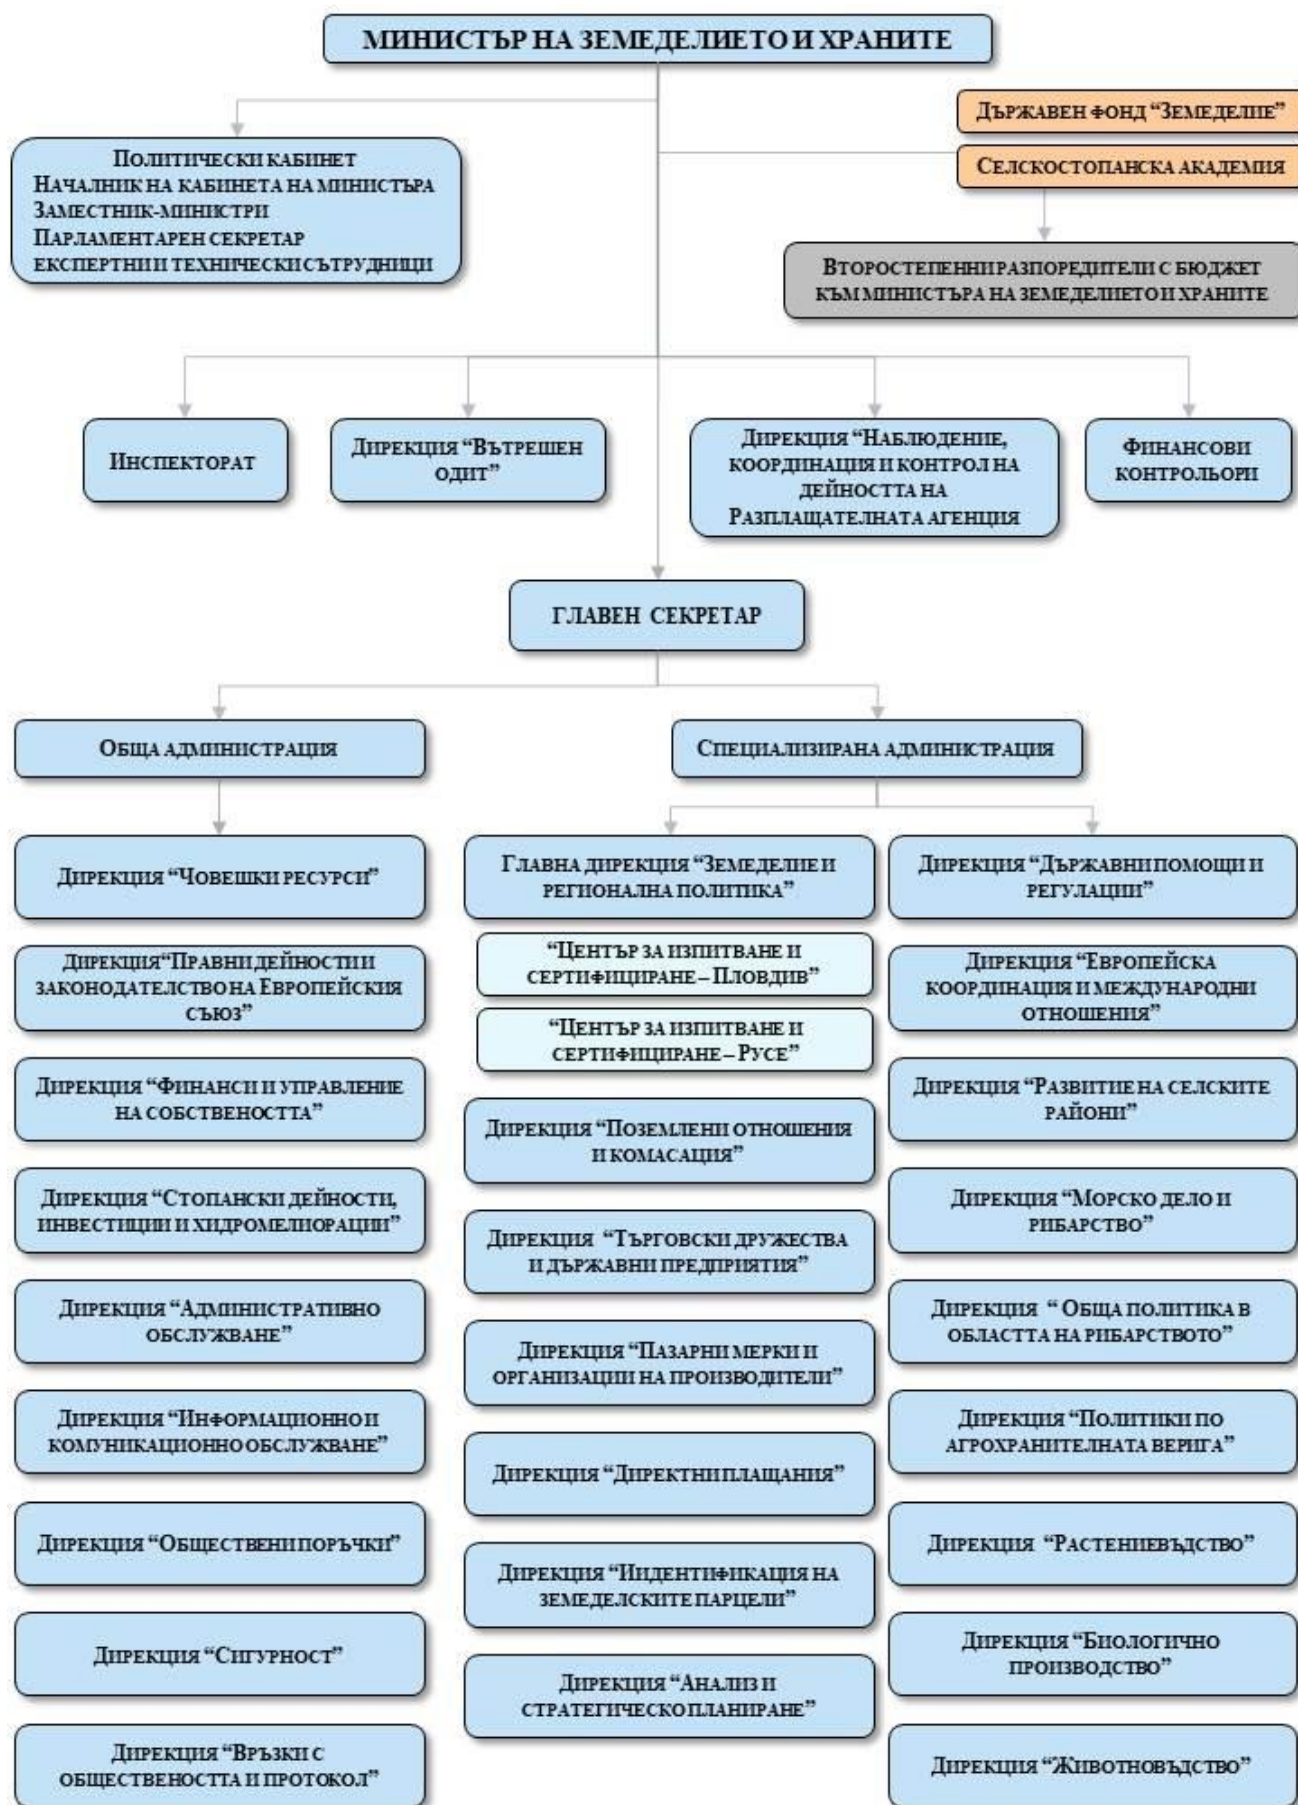 МИНИСТЪР НА ЗЕМЕДЕЛИЕТО И ХРАНИТЕ
ДЪРЖАВЕН ФОНД “ЗЕМЕДЕЛИЕ”
СЕЛСКОСТОПАНСКА АКАДЕМИЯ
ПОЛИТИЧЕСКИ КАБИНЕТ
НАЧАЛНИК НА КАБИНЕТА НА МИНИСТЪРА
ЗАМЕСТНИК-МИНИСТРИ
ПАРЛАМЕНТАРЕН СЕКРЕТАР
ЕКСПЕРТНИ И ТЕХНИЧЕСКИ СЪТРУДНИЦИ
ВТОРОСТЕПЕННИ РАЗПОРЕДИТЕЛИ С БЮДЖЕТ
КЪМ МИНИСТЪРА НА ЗЕМЕДЕЛИЕТО И ХРАНИТЕ
ИНСПЕКТОРАТ
ДИРЕКЦИЯ “ВЪТРЕШЕН
ОДИТ”
ДИРЕКЦИЯ “НАБЛЮДЕНИЕ,
КООРДИНАЦИЯ И КОНТРОЛ НА
ДЕЙНОСТТА НА
РАЗПЛАЩАТЕЛНАТА АГЕНЦИЯ
ФИНАНСОВИ
КОНТРОЛЬОРИ
ГЛАВЕН СЕКРЕТАР
ОБЩА АДМИНИСТРАЦИЯ
СПЕЦИАЛИЗИРАНА АДМИНИСТРАЦИЯ
ДИРЕКЦИЯ “ЧОВЕШКИ РЕСУРСИ”
ДИРЕКЦИЯ“ПРАВНИ ДЕЙНОСТИ И
ЗАКОНОДАТЕЛСТВО НА ЕВРОПЕЙСКИЯ
СЪЮЗ”
ДИРЕКЦИЯ “ФИНАНСИ И УПРАВЛЕНИЕ
НА СОБСТВЕНОСТТА”
ДИРЕКЦИЯ “СТОПАНСКИ ДЕЙНОСТИ,
ИНВЕСТИЦИИ И ХИДРОМЕЛИОРАЦИИ”
ДИРЕКЦИЯ “АДМИНИСТРАТИВНО
ОБСЛУЖВАНЕ”
ДИРЕКЦИЯ “ИНФОРМАЦИОННО И
КОМУНИКАЦИОННО ОБСЛУЖВАНЕ”
ДИРЕКЦИЯ “ОБЩЕСТВЕНИ ПОРЪЧКИ”
ДИРЕКЦИЯ “СИГУРНОСТ”
ДИРЕКЦИЯ “ВРЪЗКИ С
ОБЩЕСТВЕНОСТТА И ПРОТОКОЛ”
ГЛАВНА ДИРЕКЦИЯ “ЗЕМЕДЕЛИЕ И
РЕГИОНАЛНА ПОЛИТИКА”
“ЦЕНТЪР ЗА ИЗПИТВАНЕ И
СЕРТИФИЦИРАНЕ – ПЛОВДИВ”
“ЦЕНТЪР ЗА ИЗПИТВАНЕ И
СЕРТИФИЦИРАНЕ – РУСЕ”
ДИРЕКЦИЯ “ПОЗЕМЛЕНИ ОТНОШЕНИЯ
И КОМАСАЦИЯ”
ДИРЕКЦИЯ “ТЪРГОВСКИ ДРУЖЕСТВА
И ДЪРЖАВНИ ПРЕДПРИЯТИЯ”
ДИРЕКЦИЯ “ПАЗАРНИ МЕРКИ И
ОРГАНИЗАЦИИ НА ПРОИЗВОДИТЕЛИ”
ДИРЕКЦИЯ “ДИРЕКТНИ ПЛАЩАНИЯ”
ДИРЕКЦИЯ “ИИДЕНТИФИКАЦИЯ НА
ЗЕМЕДЕЛСКИТЕ ПАРЦЕЛИ”
ДИРЕКЦИЯ “АНАЛИЗ И
СТРАТЕГИЧЕСКО ПЛАНИРАНЕ”
ДИРЕКЦИЯ “ДЪРЖАВНИ ПОМОЩИ И
РЕГУЛАЦИИ”
ДИРЕКЦИЯ “ЕВРОПЕЙСКА
КООРДИНАЦИЯ И МЕЖДУНАРОДНИ
ОТНОШЕНИЯ”
ДИРЕКЦИЯ “РАЗВИТИЕ НА СЕЛСКИТЕ
РАЙОНИ”
ДИРЕКЦИЯ “МОРСКО ДЕЛО И
РИБАРСТВО”
ДИРЕКЦИЯ “ ОБЩА ПОЛИТИКА В
ОБЛАСТТА НА РИБАРСТВОТО”
ДИРЕКЦИЯ “ПОЛИТИКИ ПО
АГРОХРАНИТЕЛНАТА ВЕРИГА”
ДИРЕКЦИЯ “РАСТЕНИЕВЪДСТВО”
ДИРЕКЦИЯ “БИОЛОГИЧНО
ПРОИЗВОДСТВО”
ДИРЕКЦИЯ “ЖИВОТНОВЪДСТВО”